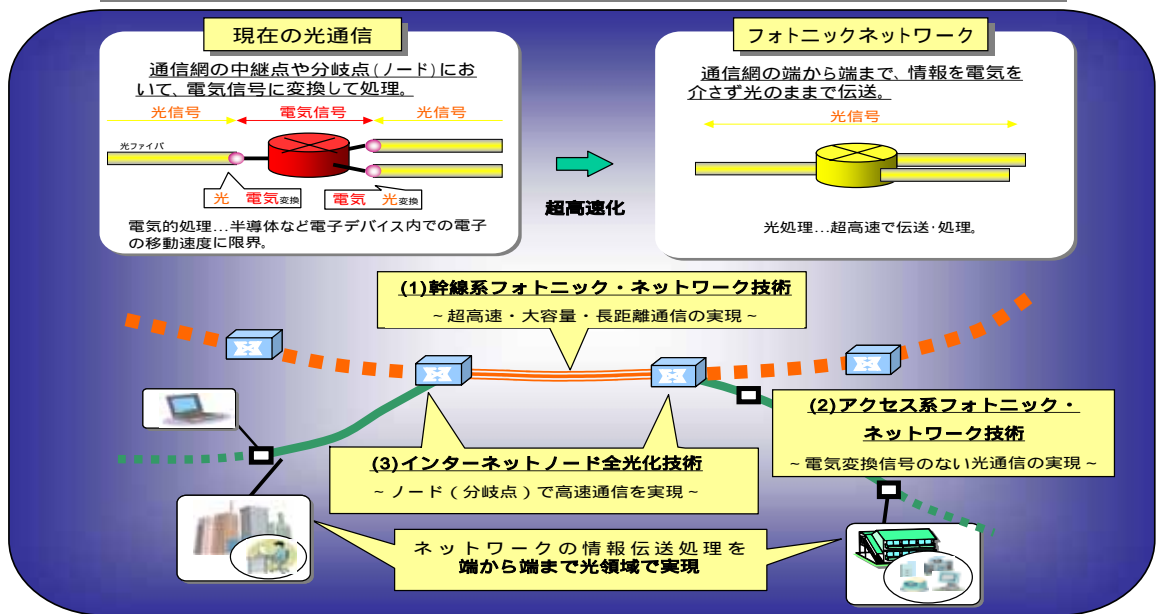 現在の光通信
通信網の中継点や分岐点(ノード)にお
いて、電気信号に変換して処理。
光信号
電気信号
光信号
光ファイバ
光 電気変換
電気 光変換
電気的処理…半導体など電子デバイス内での電子
の移動速度に限界。
超高速化
フォトニックネットワーク
通信網の端から端まで、情報を電気を
介さず光のままで伝送。
光信号
光処理…超高速で伝送・処理。
(1)幹線系フォトニック・ネットワーク技術
~超高速・大容量・長距離通信の実現~
(2)アクセス系フォトニック・
ネットワーク技術
~電気変換信号のない光通信の実現~
(3)インターネットノード全光化技術
~ノード(分岐点)で高速通信を実現~
ネットワークの情報伝送処理を
端から端まで光領域で実現